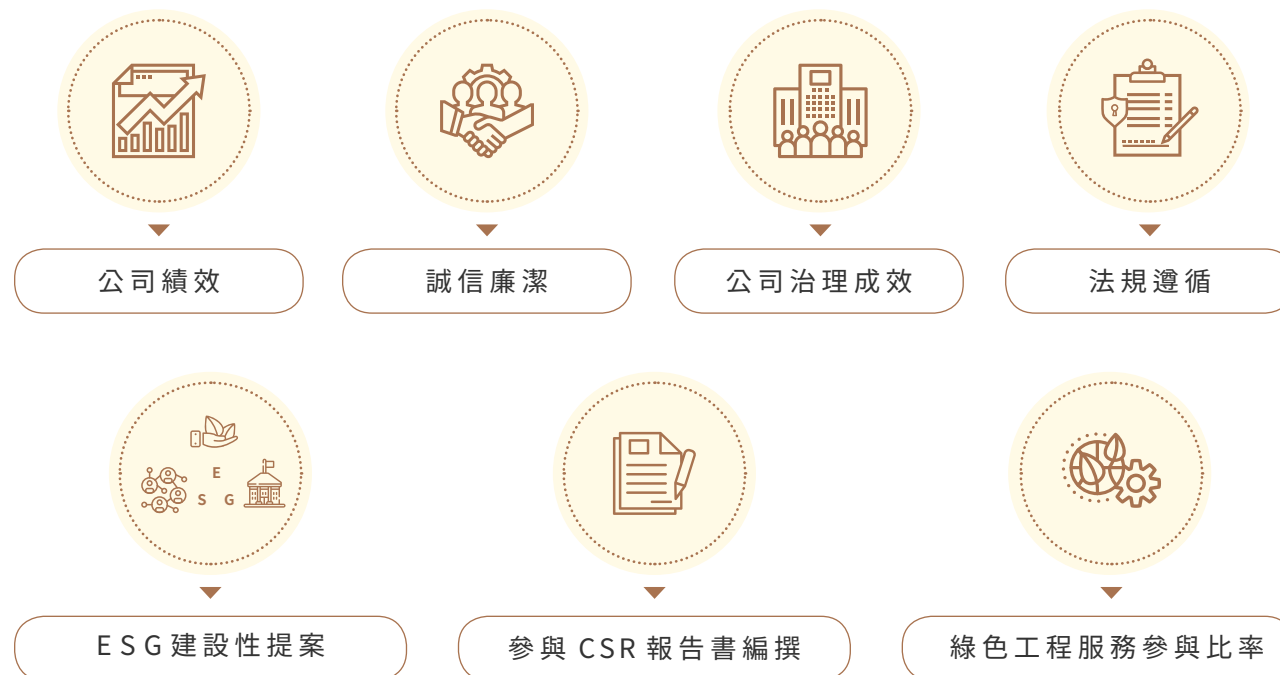 公司績效
誠信廉潔
公司治理成效
法規遵循
E
S G
ESG建設性提案
參與 CSR 報告書編撰
綠色工程服務參與比率